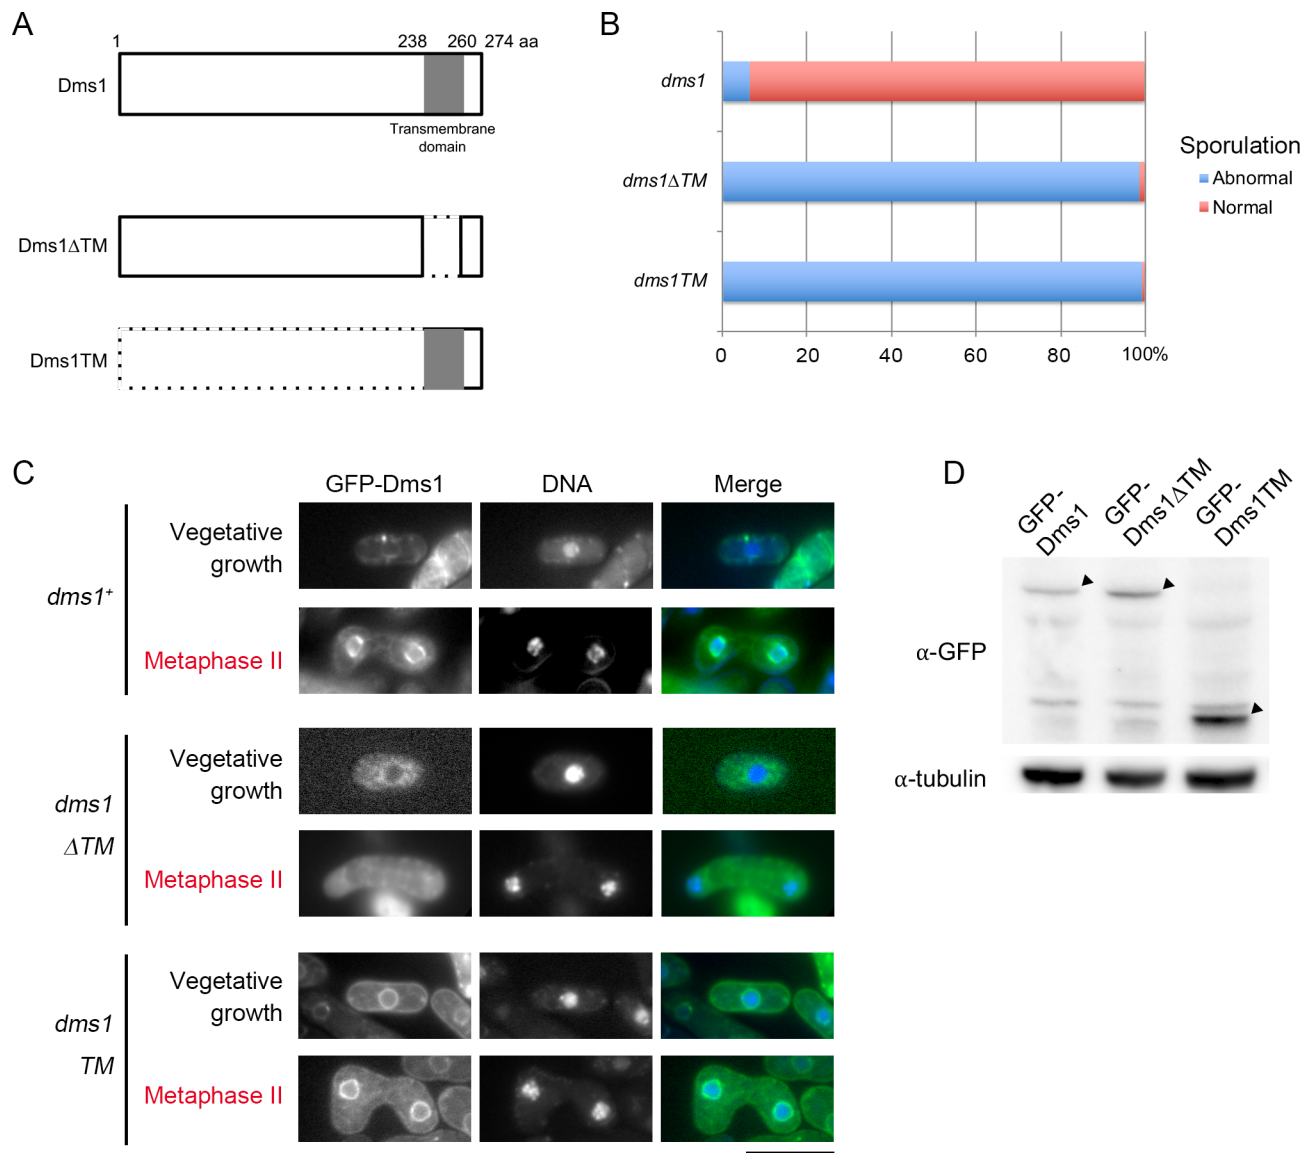 A
1 238 260 274 aa
Dms1
Transmembrane
domain
Dms1ΔTM
Dms1TM
B
dms1
dms1ΔTM
dms1TM
0 20 40 60 80 100%
Sporulation
Abnormal
Normal
C
GFP-Dms1 DNA Merge
dms1⁺
Vegetative
growth
Metaphase II
dms1
ΔTM
Vegetative
growth
Metaphase II
dms1
TM
Vegetative
growth
Metaphase II
D
GFP-
Dms1
GFP-
Dms1ΔTM
GFP-
Dms1TM
α-GFP
α-tubulin